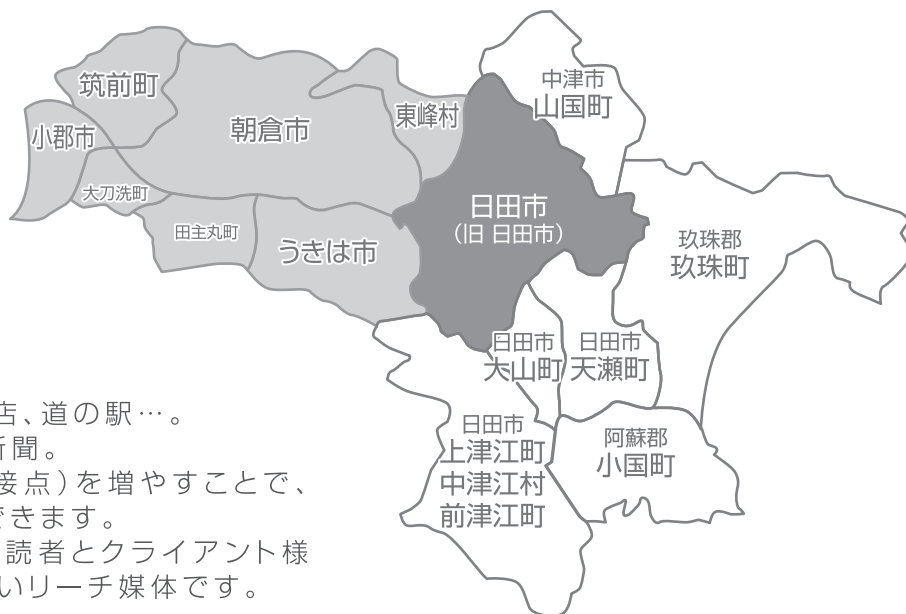 中津市
山国町
筑前町
小郡市
朝倉市
東峰村
大刀洗町
田主丸町
うきは市
日田市
（旧 日田市）
玖珠郡
玖珠町
日田市
大山町
日田市
天瀬町
日田市
上津江町
中津江村
前津江町
阿蘇郡
小国町
店、道の駅…。
新聞。
接点）を増やすことで、
できます。
読者とクライアント様
いリーチ媒体です。